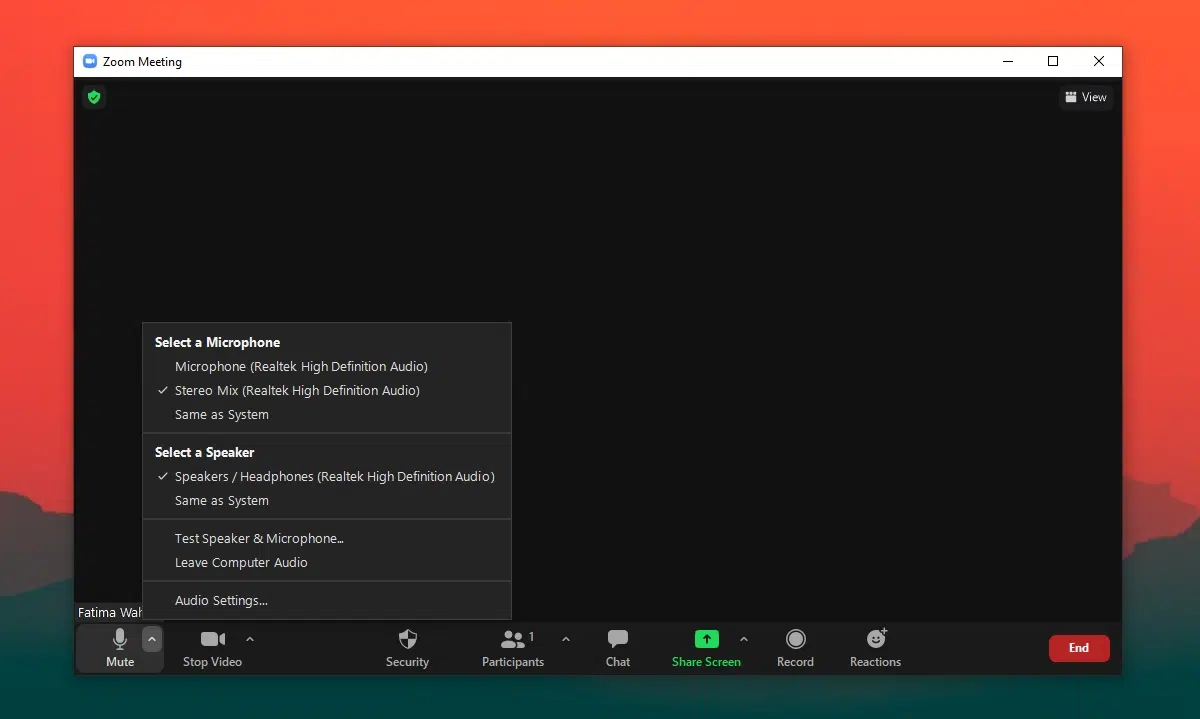 Zoom Meeting
View
Select a Microphone
Microphone (Realtek High Definition Audio)
Stereo Mix (Realtek High Definition Audio)
Same as System
Select a Speaker
Speakers / Headphones (Realtek High Definition Audio)
Same as System
Test Speaker & Microphone...
Leave Computer Audio
Audio Settings...
Fatima Wah
1
Mute
Stop Video
Security
Participants
Chat
Share Screen
Record
Reactions
End